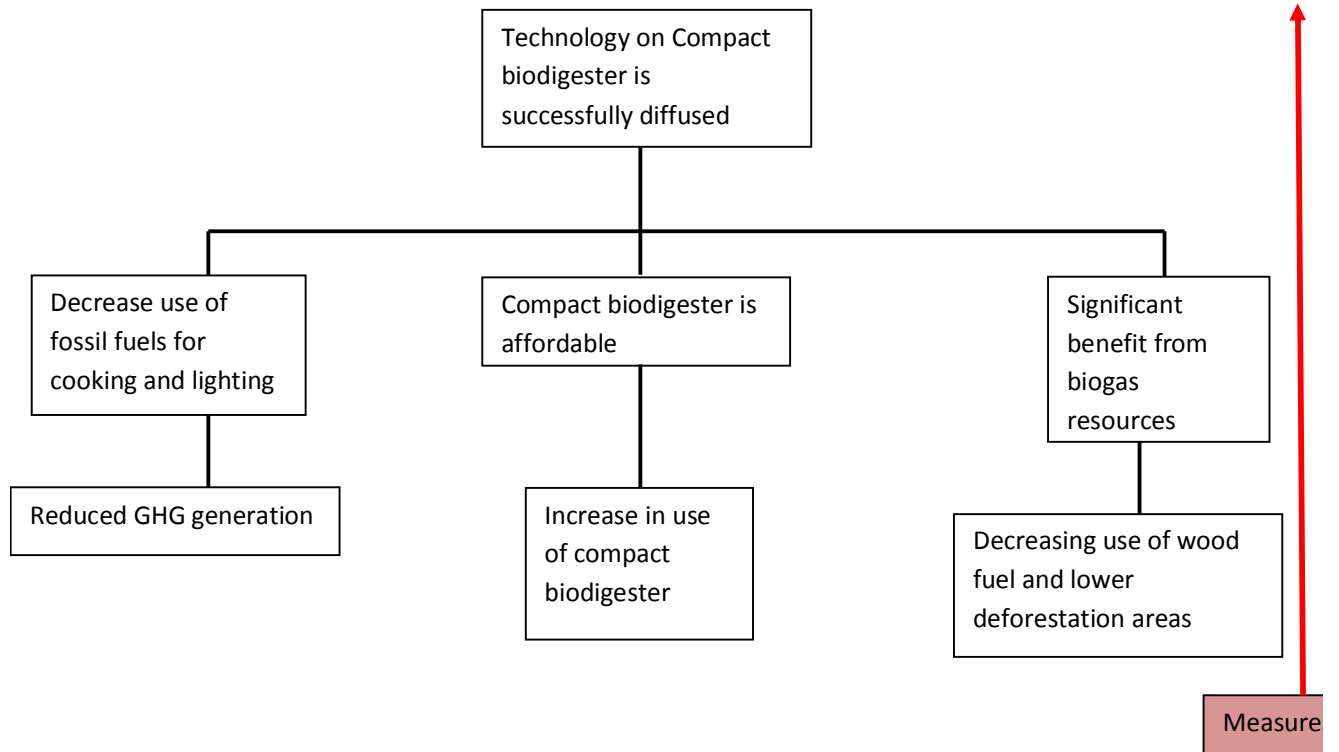 Technology on Compact
biodigester is
successfully diffused
Decrease use of
fossil fuels for
cooking and lighting
Compact biodigester is
affordable
Significant
benefit from
biogas
resources
Reduced GHG generation
Increase in use
of compact
biodigester
Decreasing use of wood
fuel and lower
deforestation areas
Measure